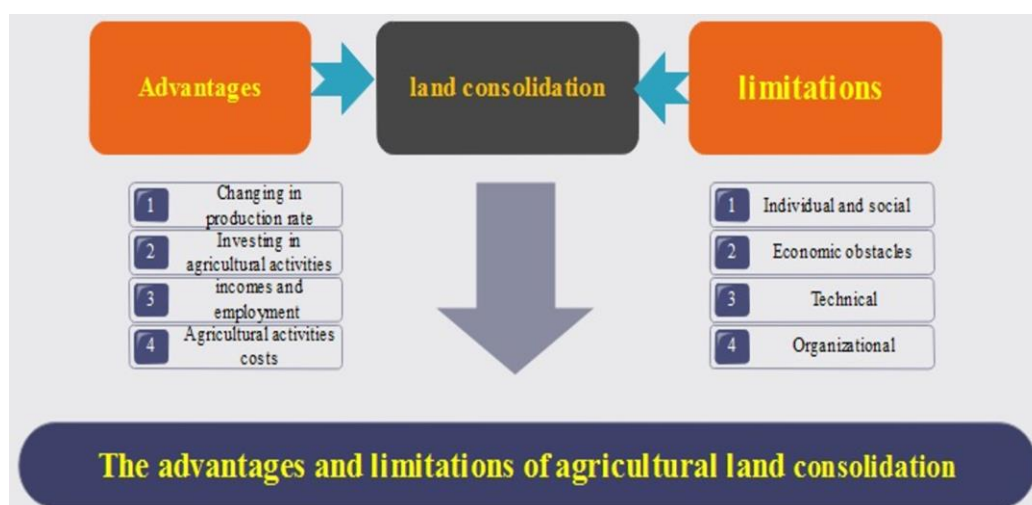 Advantages
land consolidation
limitations
1
Changing in
production rate
2
Investing in
agricultural activities
3
incomes and
employment
4
Agricultural activities
costs
1
Individual and social
2
Economic obstacles
3
Technical
4
Organizational
The advantages and limitations of agricultural land consolidation